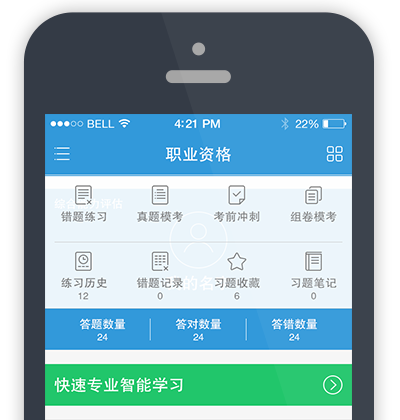 BELL 4:21 PM 22%
职业资格
错题练习 真题模考 考前冲刺 组卷模考
练习历史 错题记录 习题收藏 习题笔记
12 0 6 0
答题数量 答对数量 答错数量
24 24 24
快速专业智能学习